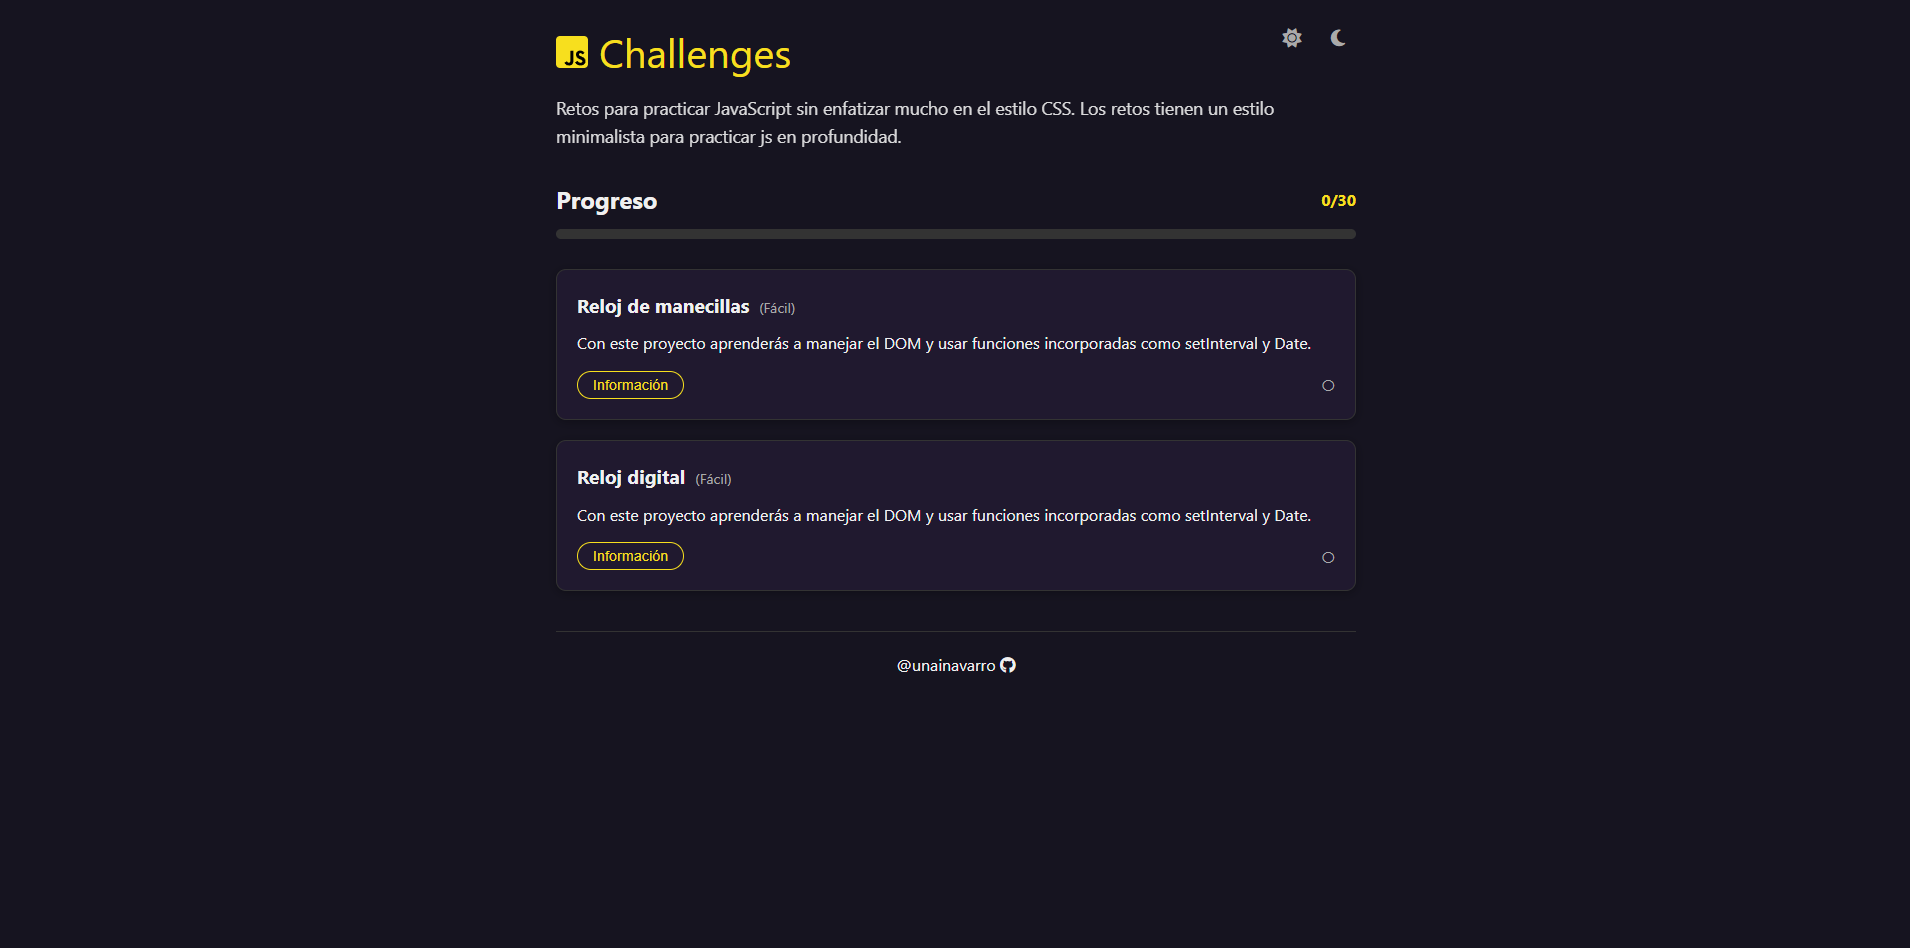 JS Challenges
Retos para practicar JavaScript sin enfatizar mucho en el estilo CSS. Los retos tienen un estilo
minimalista para practicar js en profundidad.
Progreso 0/30
Reloj de manecillas (Fácil)
Con este proyecto aprenderás a manejar el DOM y usar funciones incorporadas como setInterval y Date.
Información
Reloj digital (Fácil)
Con este proyecto aprenderás a manejar el DOM y usar funciones incorporadas como setInterval y Date.
Información
@unainavarro